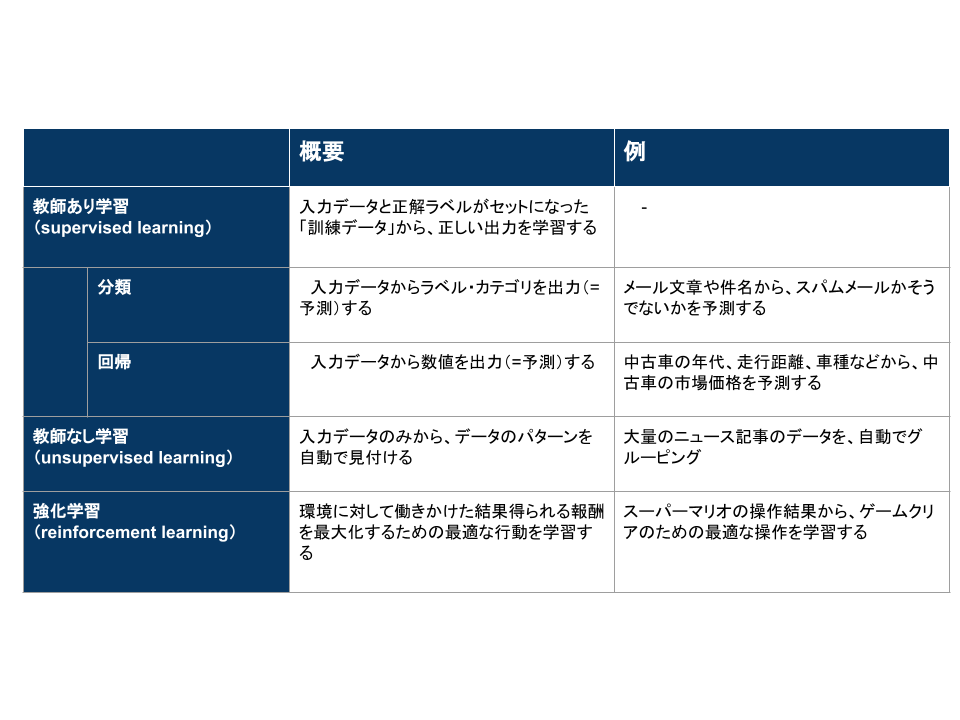 概要
例
教師あり学習
（supervised learning）
入力データと正解ラベルがセットになった
「訓練データ」から、正しい出力を学習する
-
分類
入力データからラベル・カテゴリを出力（=
予測）する
メール文章や件名から、スパムメールかそう
でないかを予測する
回帰
入力データから数値を出力（=予測）する
中古車の年代、走行距離、車種などから、中
古車の市場価格を予測する
教師なし学習
（unsupervised learning）
入力データのみから、データのパターンを
自動で見付ける
大量のニュース記事のデータを、自動でグ
ルーピング
強化学習
（reinforcement learning）
環境に対して働きかけた結果得られる報酬
を最大化するための最適な行動を学習す
る
スーパーマリオの操作結果から、ゲームクリ
アのための最適な操作を学習する